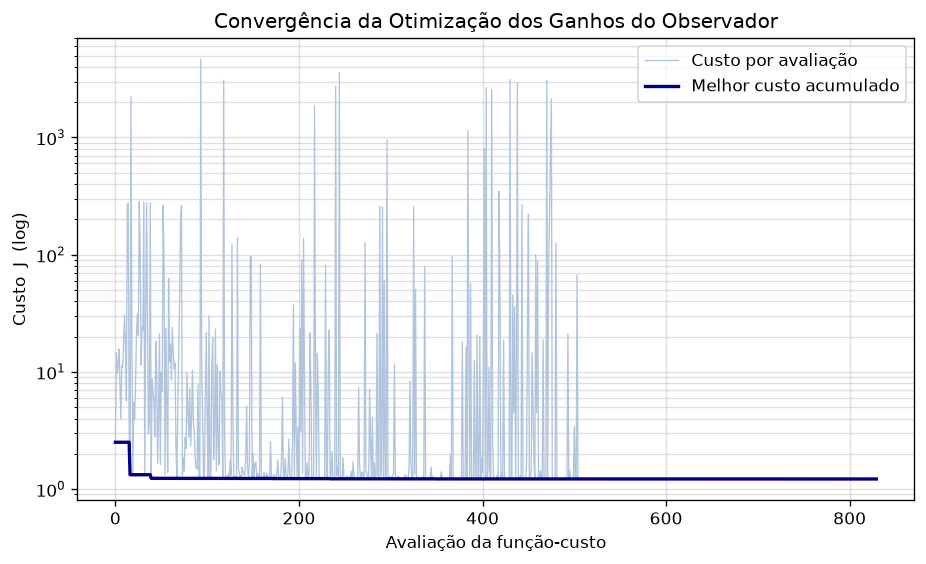 Convergência da Otimização dos Ganhos do Observador
Custo por avaliação
Melhor custo acumulado
Custo J (log)
10³
10²
10¹
10⁰
0 200 400 600 800
Avaliação da função-custo